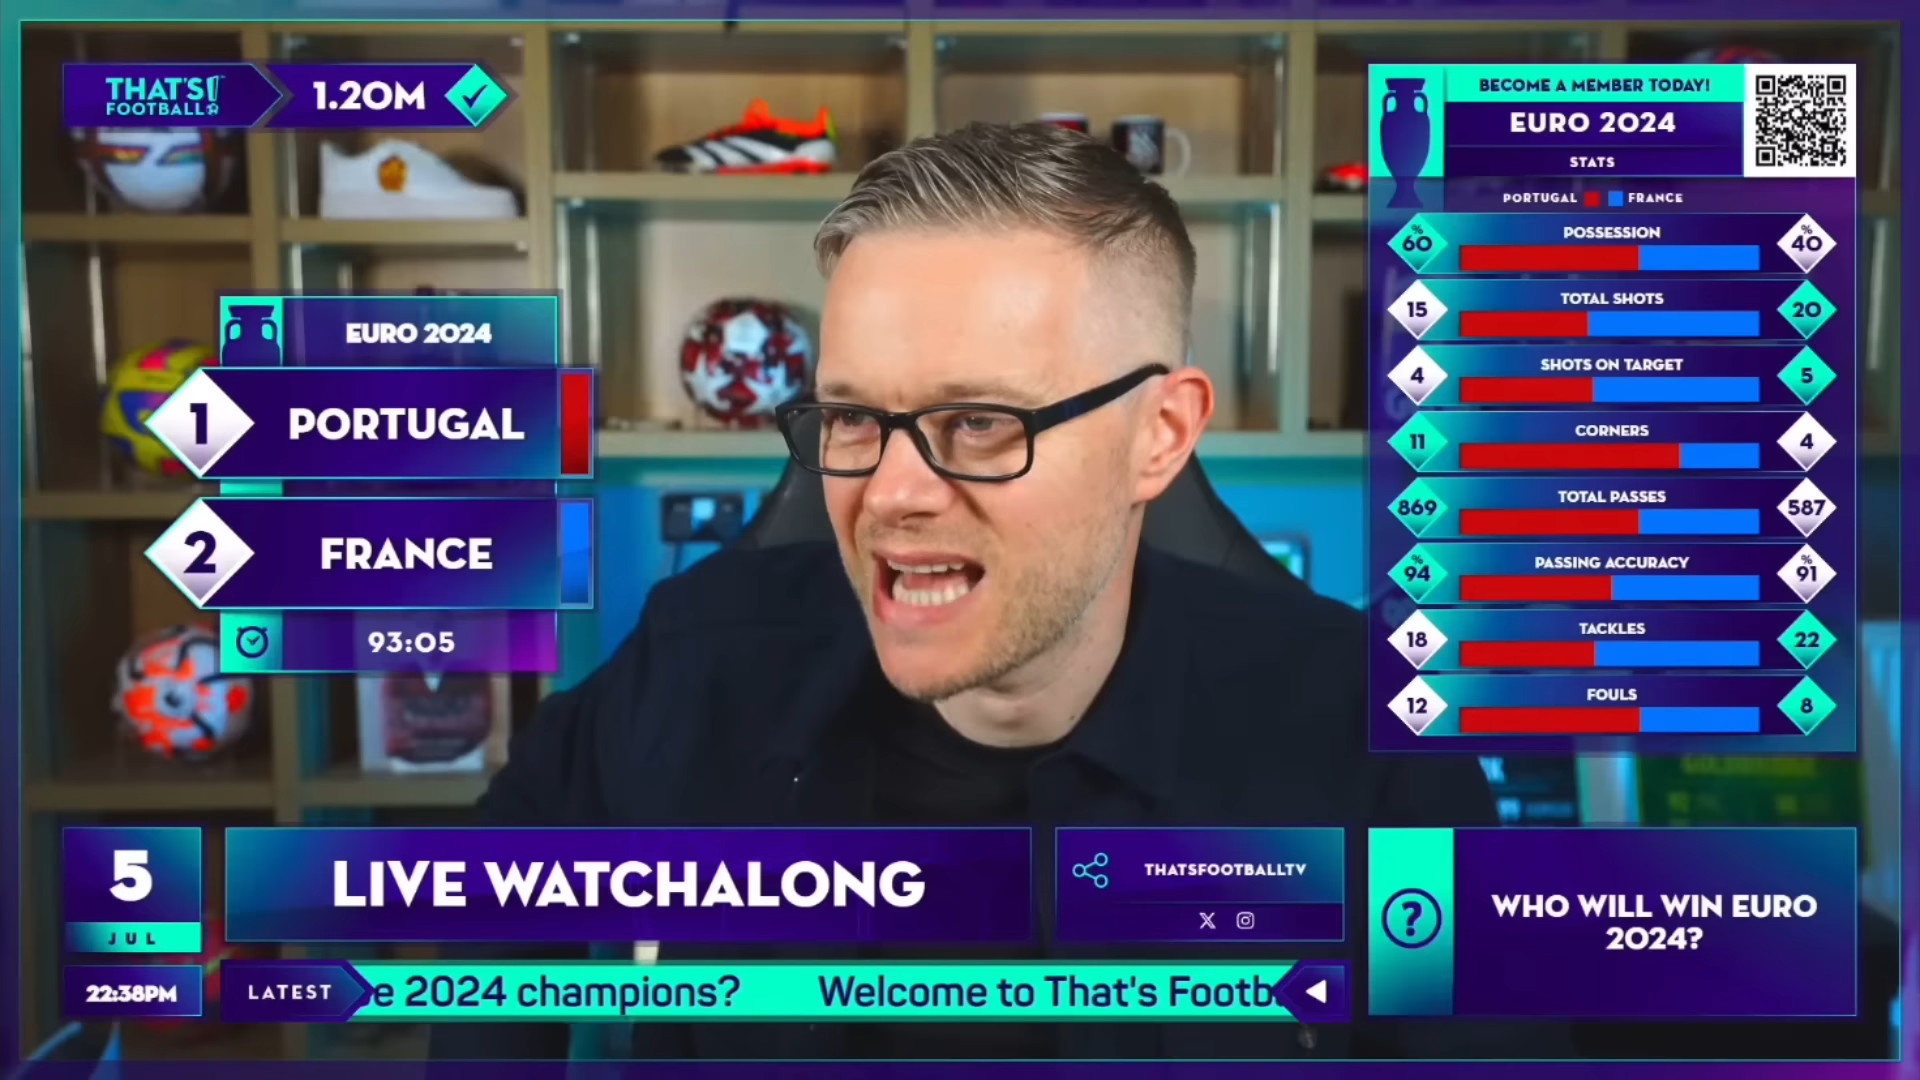 THAT'S!
FOOTBALL
1.20M
BECOME A MEMBER TODAY!
EURO 2024
STATS
PORTUGAL FRANCE
% 60 POSSESSION % 40
15 TOTAL SHOTS 20
4 SHOTS ON TARGET 5
11 CORNERS 4
869 TOTAL PASSES 587
% 94 PASSING ACCURACY % 91
18 TACKLES 22
12 FOULS 8
EURO 2024
1 PORTUGAL
2 FRANCE
93:05
5
JUL
22:38PM
LIVE WATCHALONG
THATSFOOTBALLTV
WHO WILL WIN EURO
2024?
LATEST
e 2024 champions? Welcome to That's Footb